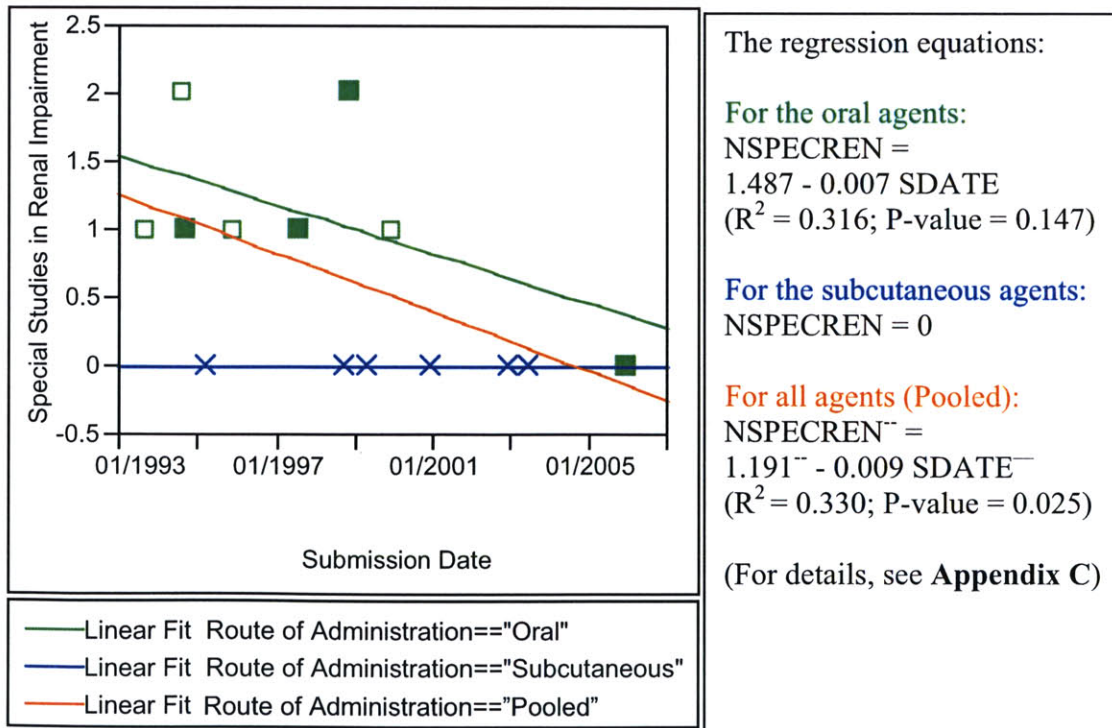 Special Studies in Renal Impairment
2.5
2
1.5
1
0.5
0
-0.5
01/1993
01/1997
01/2001
01/2005
Submission Date
Linear Fit Route of Administration=="Oral"
Linear Fit Route of Administration=="Subcutaneous"
Linear Fit Route of Administration=="Pooled"
The regression equations:
For the oral agents:
NSPECREN =
1.487 - 0.007 SDATE
(R² = 0.316; P-value = 0.147)
For the subcutaneous agents:
NSPECREN = 0
For all agents (Pooled):
NSPECREN⁻⁻ =
1.191⁻⁻ - 0.009 SDATE⁻⁻
(R² = 0.330; P-value = 0.025)
(For details, see Appendix C)